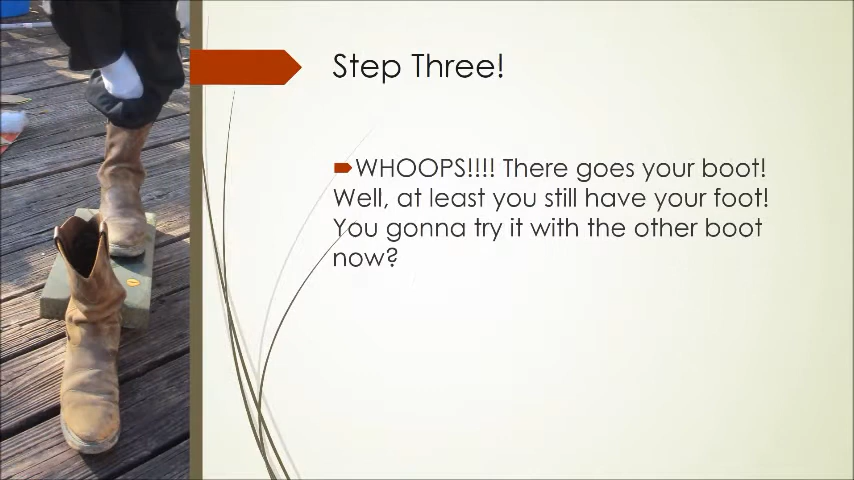 Step Three!
WHOOPS!!!! There goes your boot!
Well, at least you still have your foot!
You gonna try it with the other boot
now?